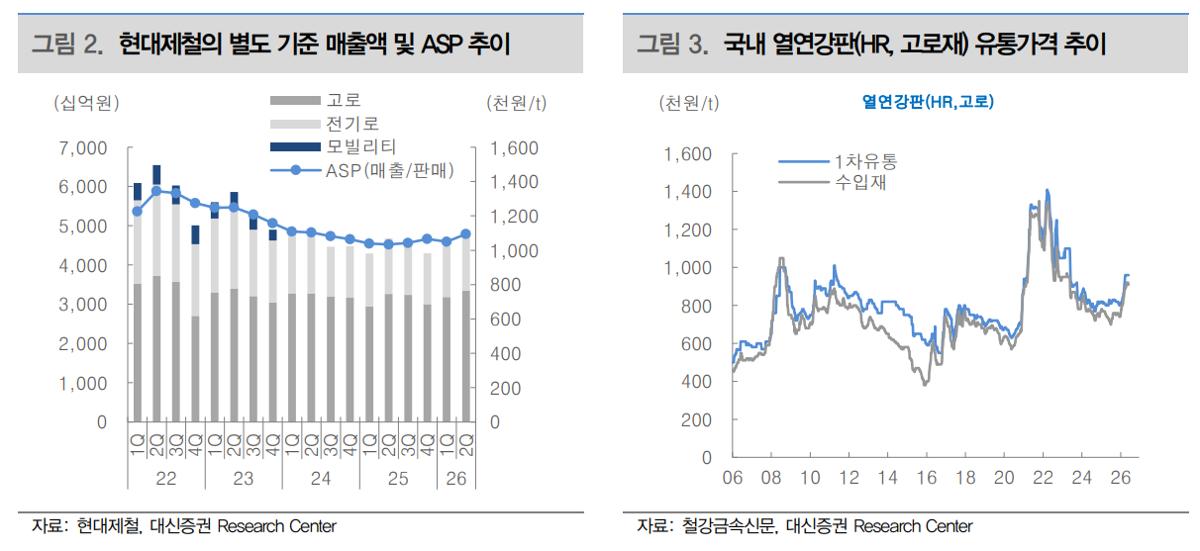 그림 2. 현대제철의 별도 기준 매출액 및 ASP 추이
(십억원)
(천원/t)
고로
전기로
모빌리티
ASP(매출/판매)
7,000
6,000
5,000
4,000
3,000
2,000
1,000
0
1,600
1,400
1,200
1,000
800
600
400
200
0
1Q 2Q 3Q 4Q 1Q 2Q 3Q 4Q 1Q 2Q 3Q 4Q 1Q 2Q 3Q 4Q 1Q 2Q
22 23 24 25 26
자료: 현대제철, 대신증권 Research Center
그림 3. 국내 열연강판(HR, 고로재) 유통가격 추이
(천원/t)
열연강판(HR,고로)
1차유통
수입재
1,600
1,400
1,200
1,000
800
600
400
200
0
06 08 10 12 14 16 18 20 22 24 26
자료: 철강금속신문, 대신증권 Research Center